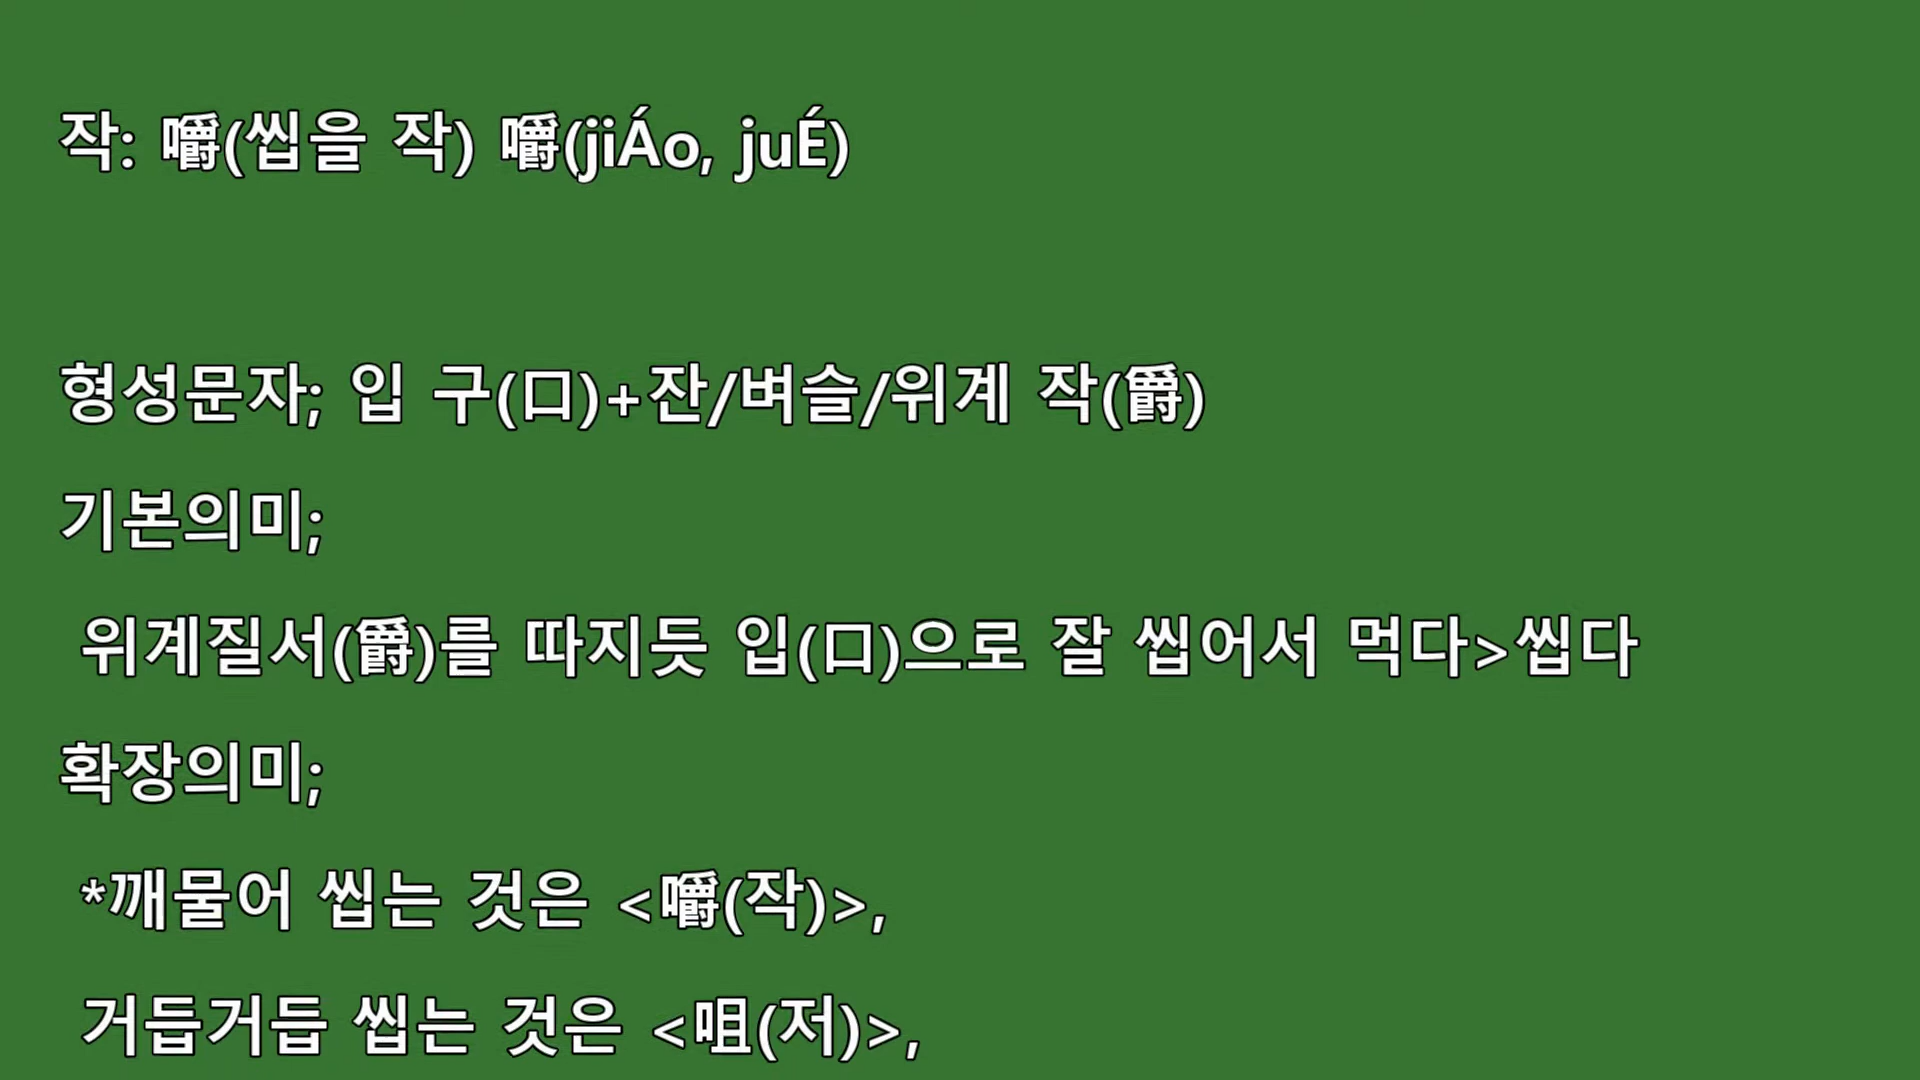 작: 嚼(씹을 작) 嚼(jiÁo, juÉ)
형성문자; 입 구(口)+잔/벼슬/위계 작(爵)
기본의미;
위계질서(爵)를 따지듯 입(口)으로 잘 씹어서 먹다>씹다
확장의미;
*깨물어 씹는 것은 <嚼(작)>,
거듭거듭 씹는 것은 <咀(저)>,